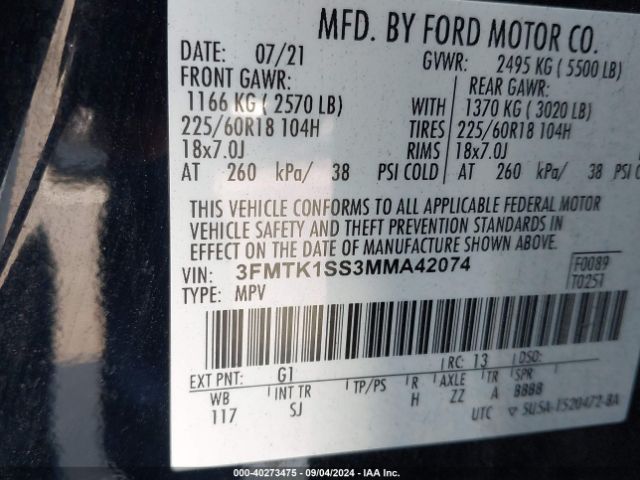 MFD. BY FORD MOTOR CO.
DATE: 07/21 GVWR: 2495 KG ( 5500 LB)
FRONT GAWR: REAR GAWR:
1166 KG ( 2570 LB) WITH 1370 KG ( 3020 LB)
225/60R18 104H TIRES 225/60R18 104H
18x7.0J RIMS 18x7.0J
AT 260 kPa/ 38 PSI COLD AT 260 kPa/ 38 PSI C
THIS VEHICLE CONFORMS TO ALL APPLICABLE FEDERAL MOTOR
VEHICLE SAFETY AND THEFT PREVENTION STANDARDS IN
EFFECT ON THE DATE OF MANUFACTURE SHOWN ABOVE.
VIN: 3FMTK1SS3MMA42074 F0089
TYPE: MPV T0251
EXT PNT: G1 RC: 13 DSO:
WB INT TR TP/PS R AXLE TR SPR
117 SJ H ZZ A 8888
UTC ▽ SU5A-1520472-BA
000-40273475 - 09/04/2024 - IAA Inc.